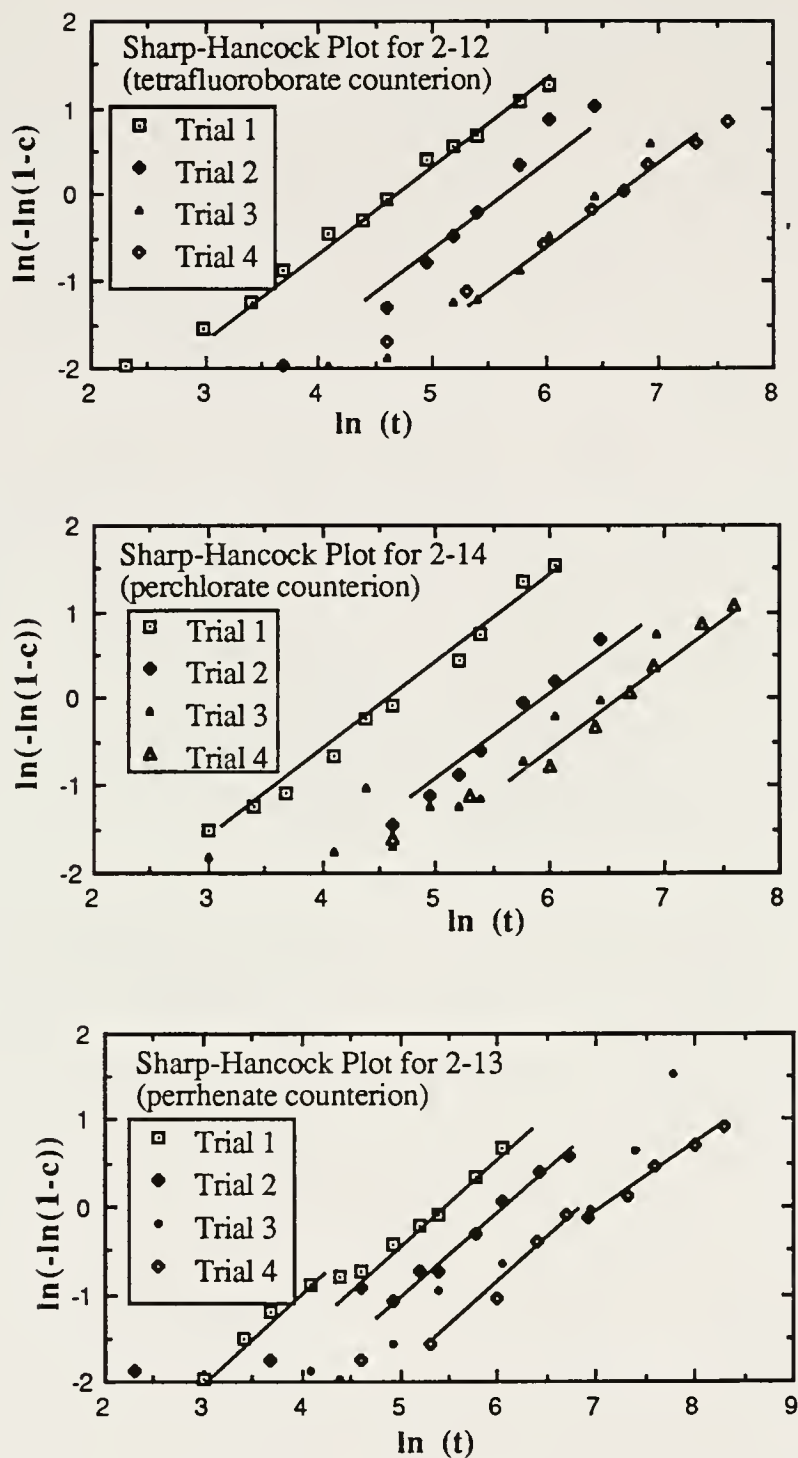 Sharp-Hancock Plot for 2-12
(tetrafluoroborate counterion)
Trial 1
Trial 2
Trial 3
Trial 4
ln(-ln(1-c)
2
1
0
-1
-2
2 3 4 5 6 7 8
ln (t)
Sharp-Hancock Plot for 2-14
(perchlorate counterion)
Trial 1
Trial 2
Trial 3
Trial 4
ln(-ln(1-c))
2
1
0
-1
-2
2 3 4 5 6 7 8
ln (t)
Sharp-Hancock Plot for 2-13
(perrhenate counterion)
Trial 1
Trial 2
Trial 3
Trial 4
ln(-ln(1-c))
2
1
0
-1
-2
2 3 4 5 6 7 8 9
ln (t)